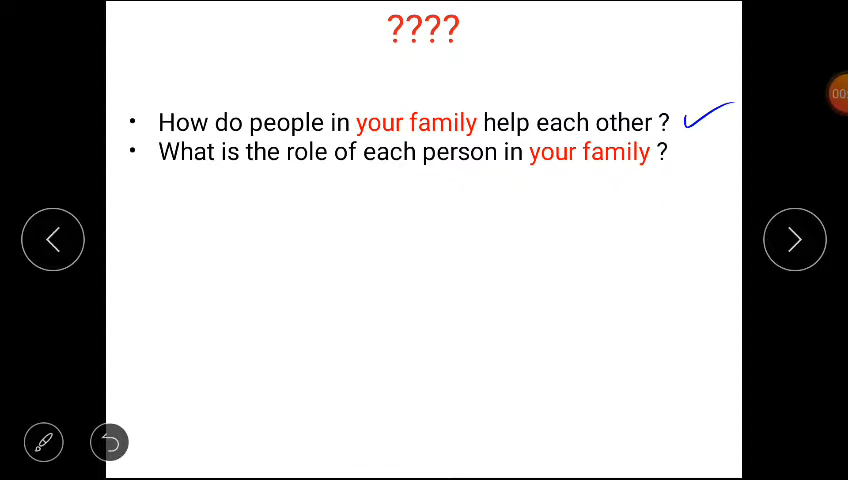 ????
• How do people in your family help each other ?
• What is the role of each person in your family ?
00: